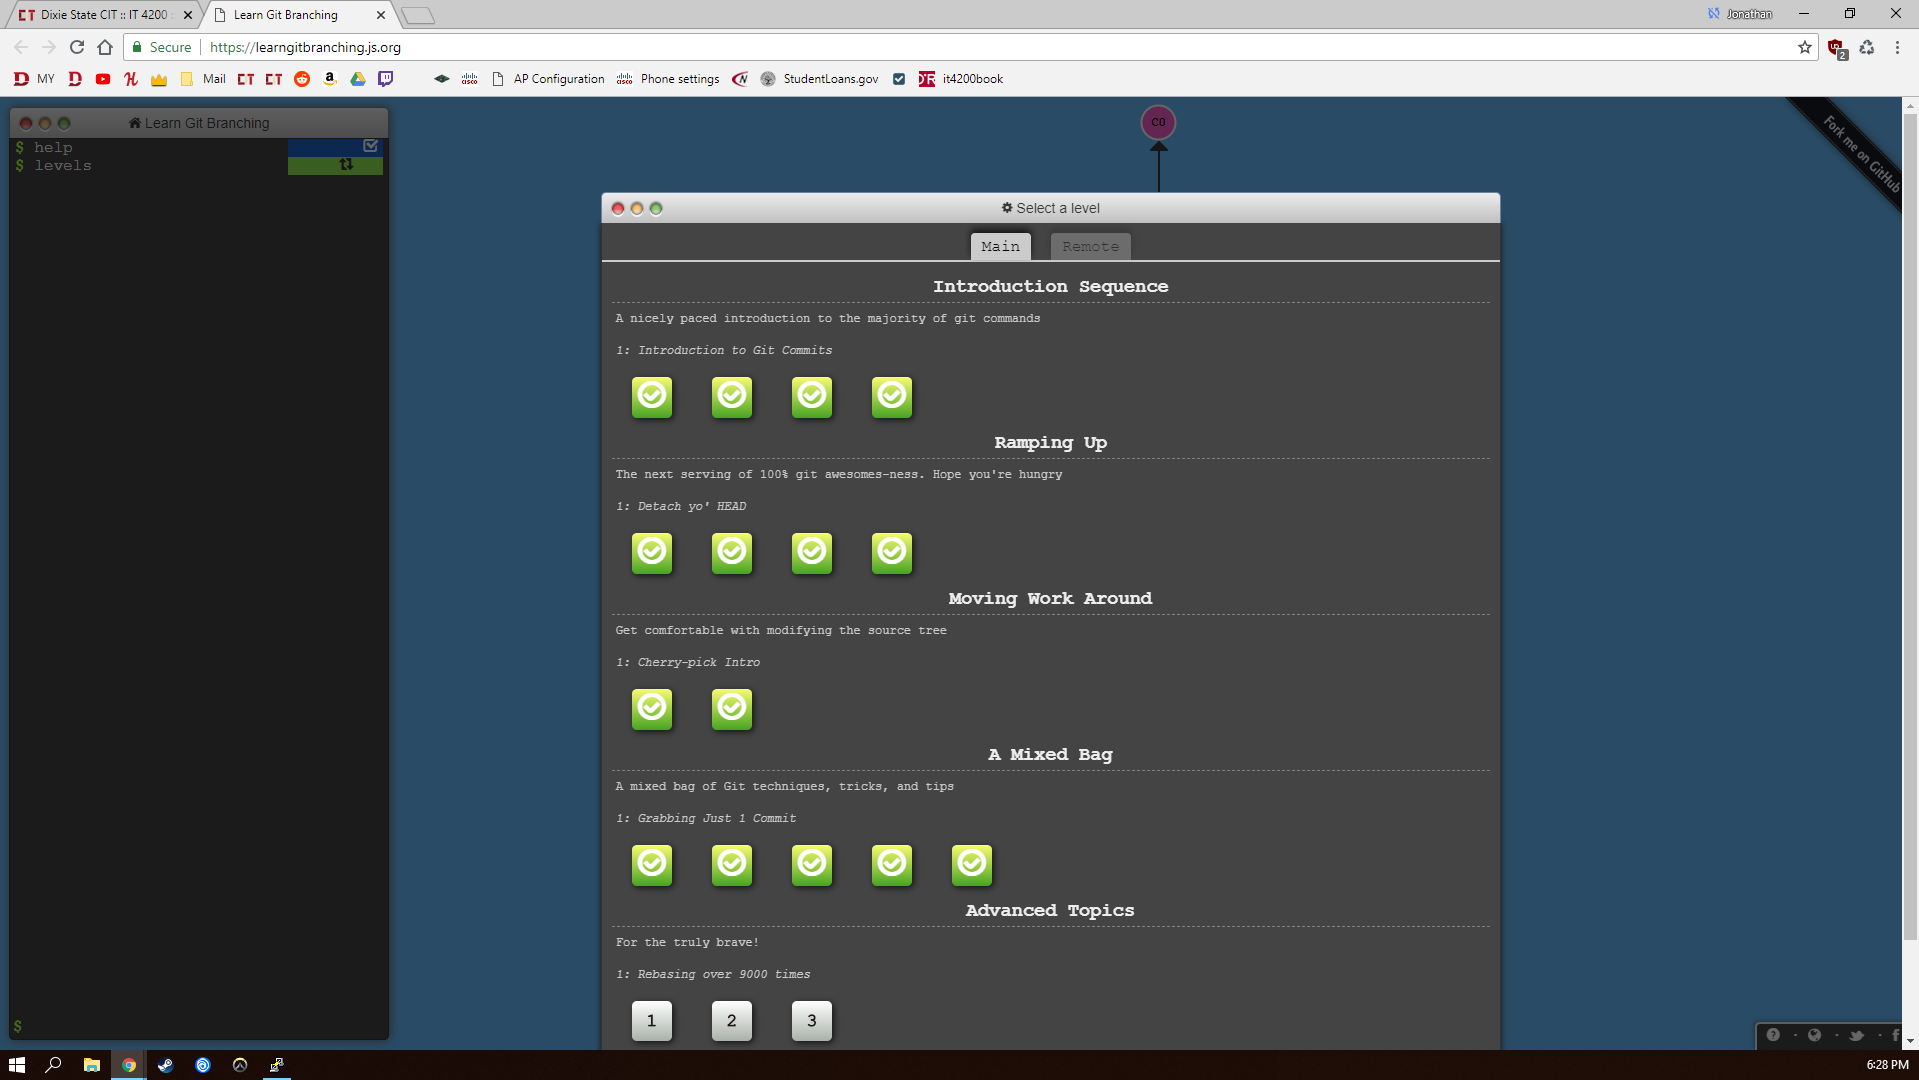 Dixie State CIT :: IT 4200
Learn Git Branching
Jonathan
Secure
https://learngitbranching.js.org
2
MY
Mail
CT
CT
cisco
AP Configuration
cisco
Phone settings
StudentLoans.gov
D'R
it4200book
Learn Git Branching
$ help
$ levels
$
C0
Fork me on GitHub
Select a level
Main
Remote
Introduction Sequence
A nicely paced introduction to the majority of git commands
1: Introduction to Git Commits
Ramping Up
The next serving of 100% git awesomes-ness. Hope you're hungry
1: Detach yo' HEAD
Moving Work Around
Get comfortable with modifying the source tree
1: Cherry-pick Intro
A Mixed Bag
A mixed bag of Git techniques, tricks, and tips
1: Grabbing Just 1 Commit
Advanced Topics
For the truly brave!
1: Rebasing over 9000 times
1
2
3
6:28 PM